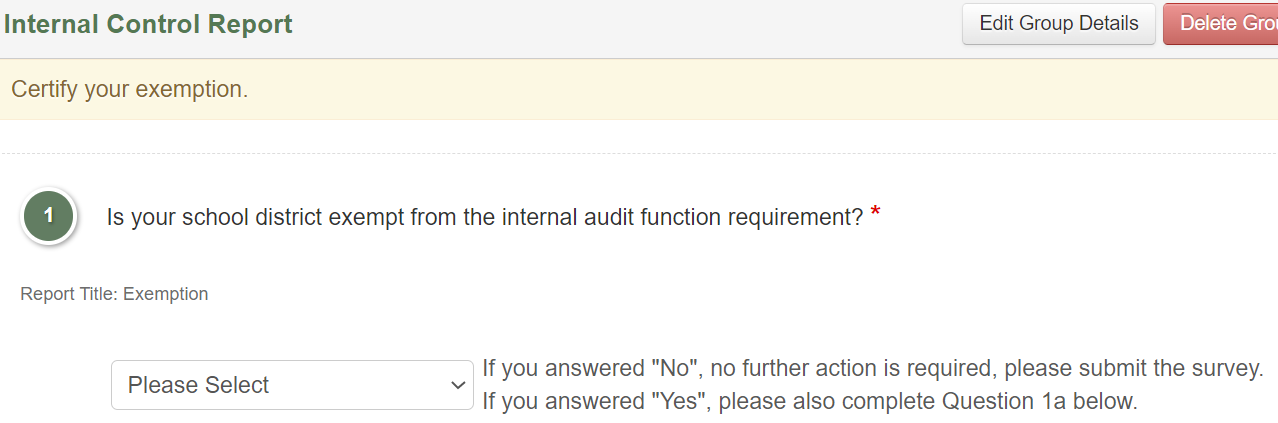 Internal Control Report
Edit Group Details
Delete Grou
Certify your exemption.
1
Is your school district exempt from the internal audit function requirement? *
Report Title: Exemption
Please Select
If you answered "No", no further action is required, please submit the survey.
If you answered "Yes", please also complete Question 1a below.